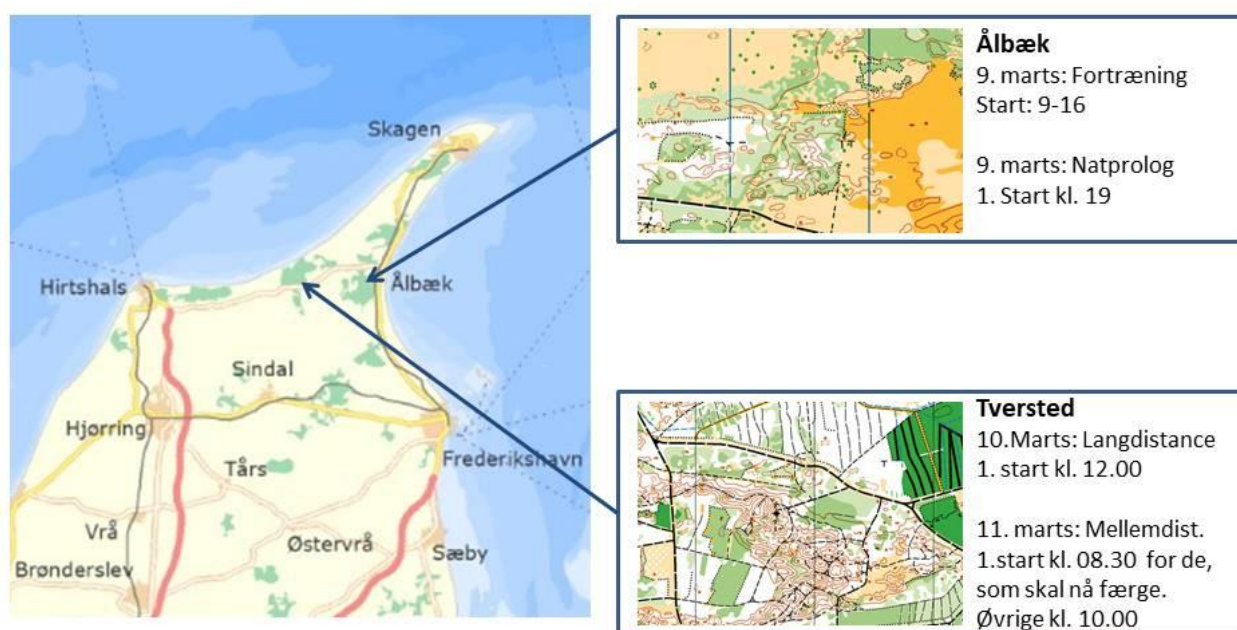 Skagen
Hirtshals
Ålbæk
Sindal
Hjørring
Frederikshavn
Tårs
Vrå
Østervrå
Sæby
Brønderslev
Ålbæk
9. marts: Fortræning
Start: 9-16
9. marts: Natprolog
1. Start kl. 19
Tversted
10.Marts: Langdistance
1. start kl. 12.00
11. marts: Mellemdist.
1.start kl. 08.30 for de,
som skal nå færge.
Øvrige kl. 10.00